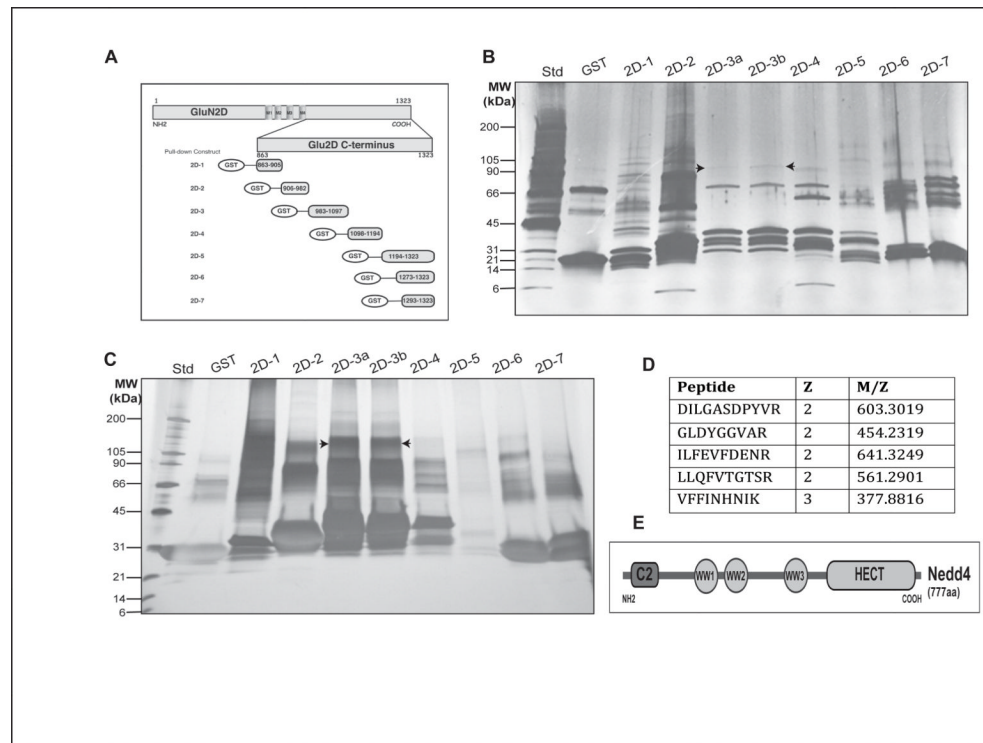 A
1 1323
GluN2D M1 M2 M3 M4
NH2 COOH
Glu2D C-terminus
863 1323
Pull-down Construct
2D-1 GST 863-905
2D-2 GST 906-982
2D-3 GST 983-1097
2D-4 GST 1098-1194
2D-5 GST 1194-1323
2D-6 GST 1273-1323
2D-7 GST 1293-1323
B
Std GST 2D-1 2D-2 2D-3a 2D-3b 2D-4 2D-5 2D-6 2D-7
MW
(kDa)
200
105
90
66
45
31
21
14
6
C
Std GST 2D-1 2D-2 2D-3a 2D-3b 2D-4 2D-5 2D-6 2D-7
MW
(kDa)
200
105
90
66
45
31
21
14
6
D
Peptide Z M/Z
DILGASDPYVR 2 603.3019
GLDYGGVAR 2 454.2319
ILFEVFDENR 2 641.3249
LLQFVTGTSR 2 561.2901
VFFINHNIK 3 377.8816
E
C2 WW1 WW2 WW3 HECT Nedd4
NH2 COOH (777aa)